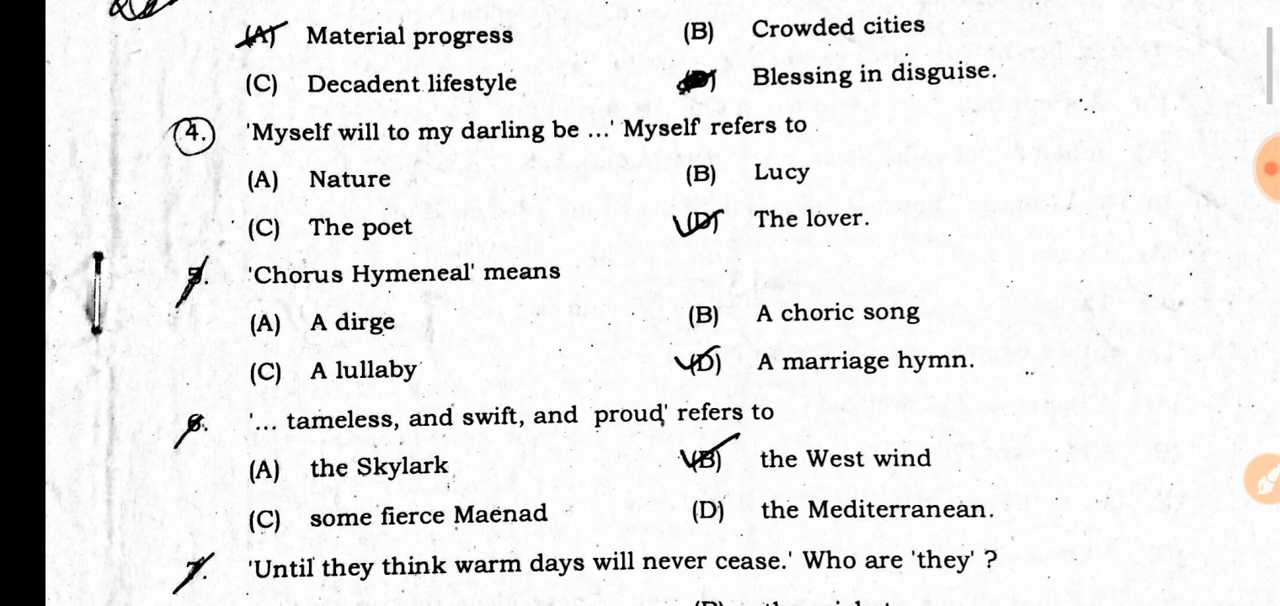 (A) Material progress (B) Crowded cities
(C) Decadent lifestyle Blessing in disguise.
4. 'Myself will to my darling be ...' Myself refers to
(A) Nature (B) Lucy
(C) The poet (D) The lover.
5. 'Chorus Hymeneal' means
(A) A dirge (B) A choric song
(C) A lullaby (D) A marriage hymn.
6. '... tameless, and swift, and proud' refers to
(A) the Skylark (B) the West wind
(C) some fierce Maenad (D) the Mediterranean.
7. 'Until they think warm days will never cease.' Who are 'they' ?